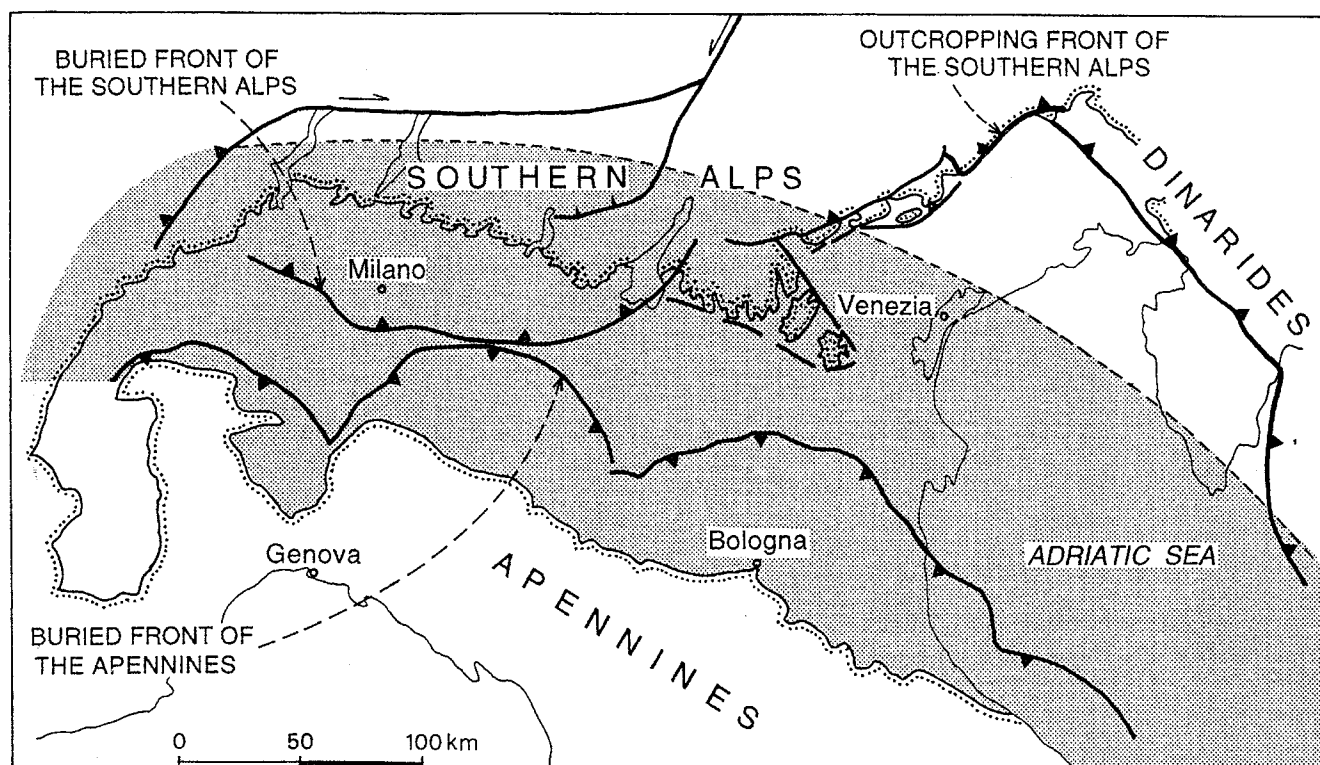 BURIED FRONT OF
THE SOUTHERN ALPS
OUTCROPPING FRONT OF
THE SOUTHERN ALPS
SOUTHERN ALPS
DINARIDES
Milano
Venezia
Genova
Bologna
ADRIATIC SEA
APENNINES
BURIED FRONT OF
THE APENNINES
0 50 100 km